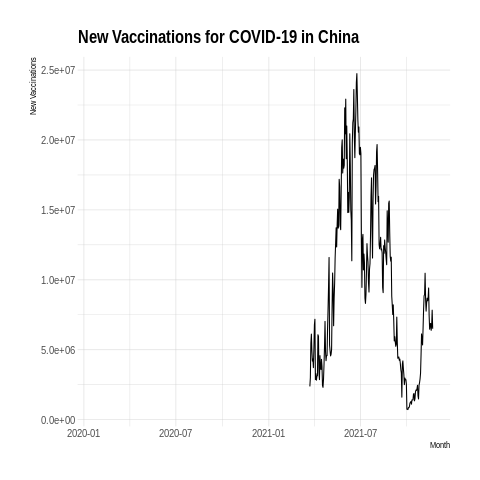 New Vaccinations for COVID-19 in China
New Vaccinations
2.5e+07
2.0e+07
1.5e+07
1.0e+07
5.0e+06
0.0e+00
2020-01 2020-07 2021-01 2021-07
Month